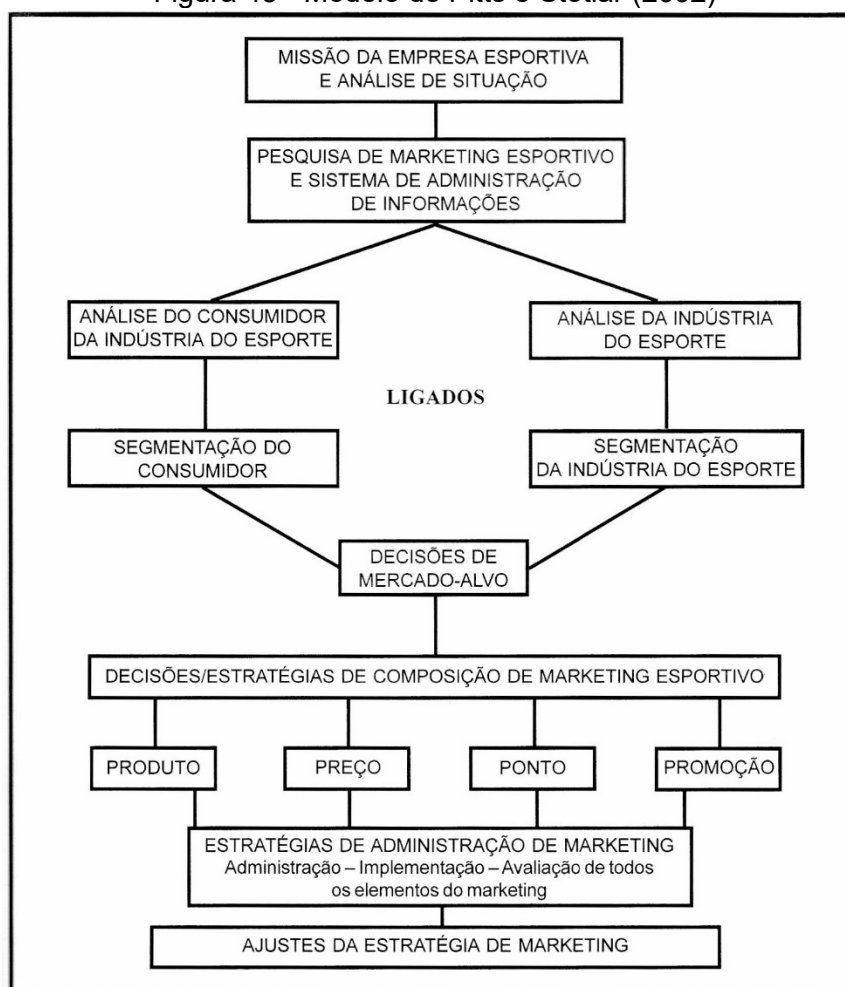 Figura - Modelo de Pitts e Stotlar (2002)
MISSÃO DA EMPRESA ESPORTIVA
E ANÁLISE DE SITUAÇÃO
PESQUISA DE MARKETING ESPORTIVO
E SISTEMA DE ADMINISTRAÇÃO
DE INFORMAÇÕES
ANÁLISE DO CONSUMIDOR
DA INDÚSTRIA DO ESPORTE
ANÁLISE DA INDÚSTRIA
DO ESPORTE
LIGADOS
SEGMENTAÇÃO DO
CONSUMIDOR
SEGMENTAÇÃO
DA INDÚSTRIA DO ESPORTE
DECISÕES DE
MERCADO-ALVO
DECISÕES/ESTRATÉGIAS DE COMPOSIÇÃO DE MARKETING ESPORTIVO
PRODUTO
PREÇO
PONTO
PROMOÇÃO
ESTRATÉGIAS DE ADMINISTRAÇÃO DE MARKETING
Administração – Implementação – Avaliação de todos
os elementos do marketing
AJUSTES DA ESTRATÉGIA DE MARKETING